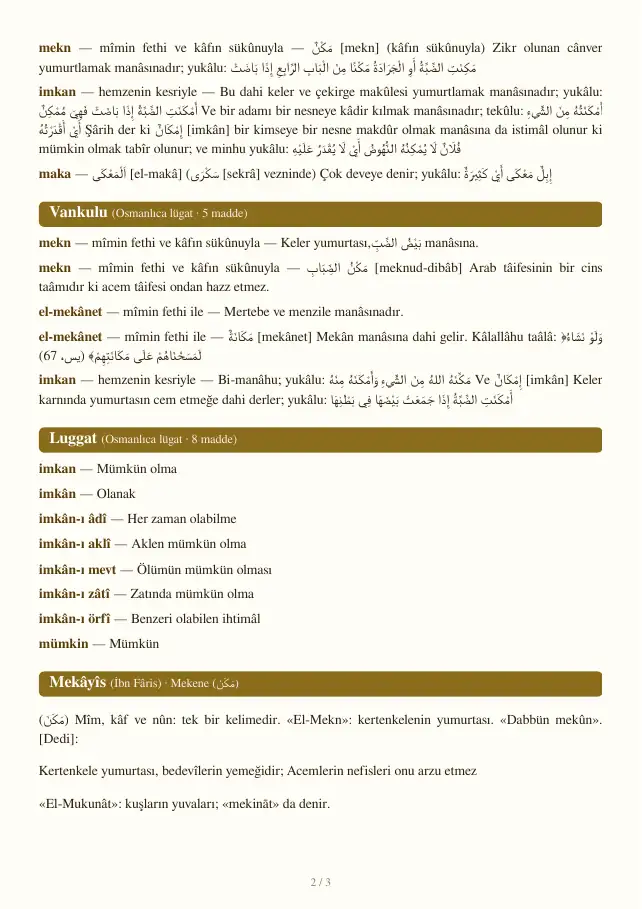 mekn — mîmin fethi ve kâfın sükûnuyla — مَكْنٌ [mekn] (kâfın sükûnuyla) Zikr olunan cânver
yumurtlamak manâsınadır; yukâlu: مَكِنَتِ الضَّبَّةُ أَوِ الْجَرَادَةُ مَكْنًا مِنَ الْبَابِ الرَّابِعِ إِذَا بَاضَتْ
imkan — hemzenin kesriyle — Bu dahi keler ve çekirge makûlesi yumurtlamak manâsınadır; yukâlu:
أَمْكَنَتِ الضَّبَّةُ إِذَا بَاضَتْ فَهِيَ مُمْكِنٌ Ve bir adamı bir nesneye kâdir kılmak manâsınadır; tekûlu: أَمْكَنْتُهُ مِنَ الشَّيْءِ
أَيْ أَقْدَرْتُهُ Şârih der ki إِمْكَانٌ [imkân] bir kimseye bir nesne makdûr olmak manâsına da istimâl olunur ki
mümkin olmak tabîr olunur; ve minhu yukâlu: فُلَانٌ لَا يُمْكِنُهُ النُّهُوضُ أَيْ لَا يُقْدَرُ عَلَيْهِ
maka — اَلْمَعْكَى [el-makâ] (سَكْرَى [sekrâ] vezninde) Çok deveye denir; yukâlu: إِبِلٌ مَعْكَى أَيْ كَثِيرَةٌ
Vankulu (Osmanlıca lügat · 5 madde)
mekn — mîmin fethi ve kâfın sükûnuyla — Keler yumurtası, بَيْضُ الضَّبِّ manâsına.
mekn — mîmin fethi ve kâfın sükûnuyla — مَكْنُ الضِّبَابِ [meknud-dibâb] Arab tâifesinin bir cins
taâmıdır ki acem tâifesi ondan hazz etmez.
el-mekânet — mîmin fethi ile — Mertebe ve menzile manâsınadır.
el-mekânet — mîmin fethi ile — مَكَانَةٌ [mekânet] Mekân manâsına dahi gelir. Kâlallâhu taâlâ: ﴿وَلَوْ نَشَاءُ
لَمَسَخْنَاهُمْ عَلَى مَكَانَتِهِمْ﴾ (يس، 67)
imkan — hemzenin kesriyle — Bi-manâhu; yukâlu: مَكَّنَهُ اللهُ مِنَ الشَّيْءِ وَأَمْكَنَهُ مِنْهُ Ve إِمْكَانٌ [imkân] Keler
karnında yumurtasın cem etmeğe dahi derler; yukâlu: أَمْكَنَتِ الضَّبَّةُ إِذَا جَمَعَتْ بَيْضَهَا فِى بَطْنِهَا
Luggat (Osmanlıca lügat · 8 madde)
imkan — Mümkün olma
imkân — Olanak
imkân-ı âdî — Her zaman olabilme
imkân-ı aklî — Aklen mümkün olma
imkân-ı mevt — Ölümün mümkün olması
imkân-ı zâtî — Zatında mümkün olma
imkân-ı örfî — Benzeri olabilen ihtimâl
mümkin — Mümkün
Mekâyîs (İbn Fâris) · Mekene (مَكَنَ)
(مَكَنَ) Mîm, kâf ve nûn: tek bir kelimedir. «El-Mekn»: kertenkelenin yumurtası. «Dabbün mekûn».
[Dedi]:
Kertenkele yumurtası, bedevîlerin yemeğidir; Acemlerin nefisleri onu arzu etmez
«El-Mukunât»: kuşların yuvaları; «mekināt» da denir.
2 / 3